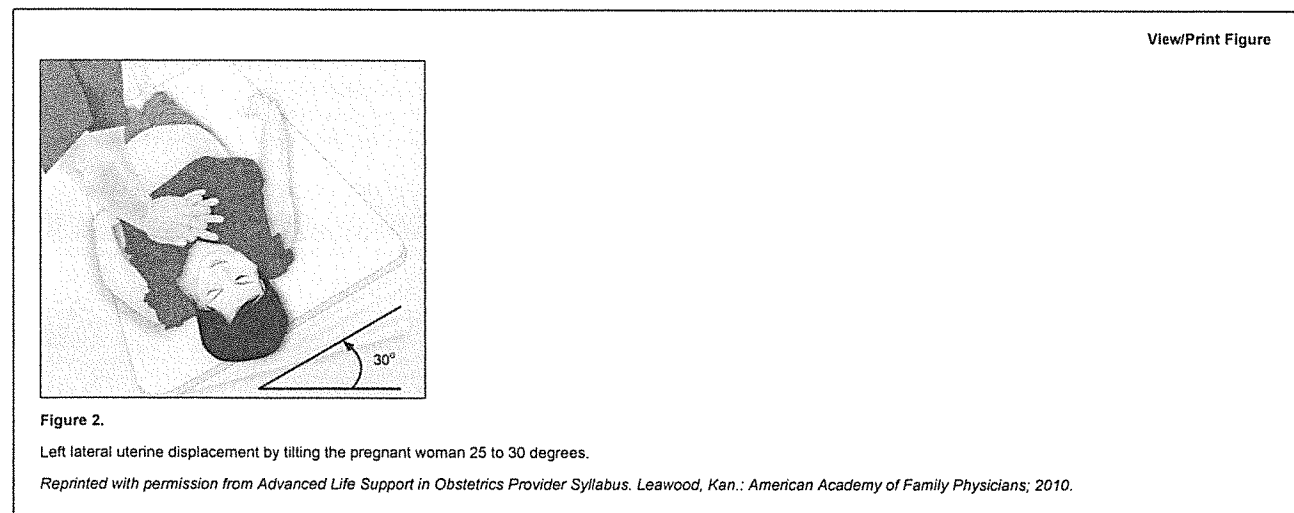 View/Print Figure
30°
Figure 2.
Left lateral uterine displacement by tilting the pregnant woman 25 to 30 degrees.
Reprinted with permission from Advanced Life Support in Obstetrics Provider Syllabus. Leawood, Kan.: American Academy of Family Physicians; 2010.